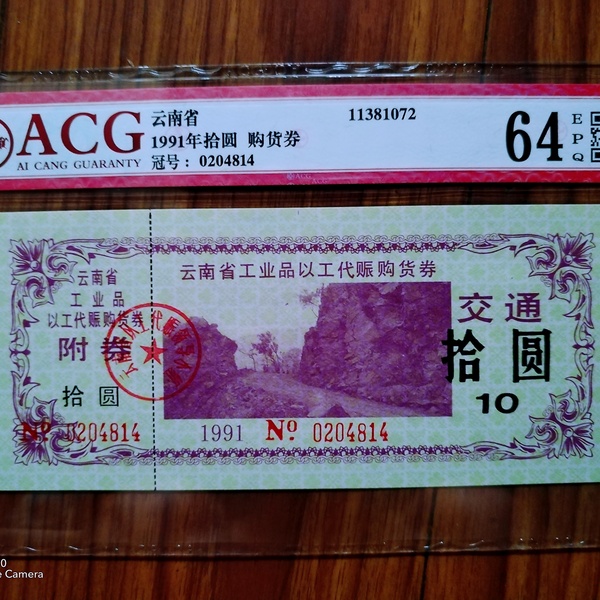 ACG
AI CANG GUARANTY
云南省
11381072
1991年拾圆 购货券
冠号：0204814
64
EPQ
云南省工业品以工代赈购货券
云南省
工业品
以工代赈购货券
附券
拾圆
Nº 0204814
1991 Nº 0204814
交通
拾圆
10
Camera